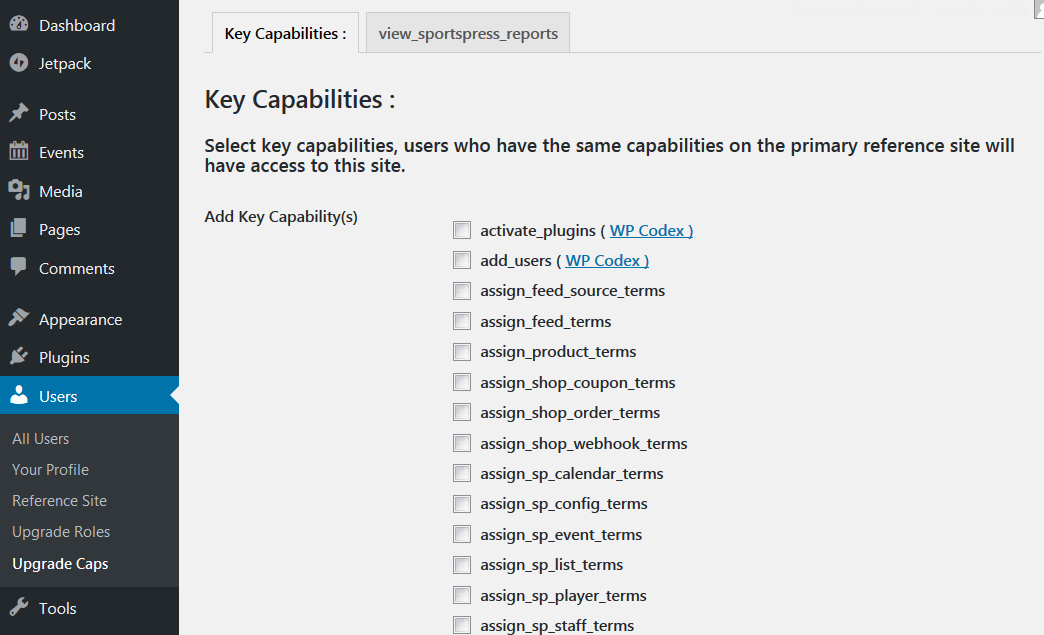 Dashboard
Jetpack
Posts
Events
Media
Pages
Comments
Appearance
Plugins
Users
All Users
Your Profile
Reference Site
Upgrade Roles
Upgrade Caps
Tools
Key Capabilities :
view_sportspress_reports
Key Capabilities :
Select key capabilities, users who have the same capabilities on the primary reference site will
have access to this site.
Add Key Capability(s)
activate_plugins ( WP Codex )
add_users ( WP Codex )
assign_feed_source_terms
assign_feed_terms
assign_product_terms
assign_shop_coupon_terms
assign_shop_order_terms
assign_shop_webhook_terms
assign_sp_calendar_terms
assign_sp_config_terms
assign_sp_event_terms
assign_sp_list_terms
assign_sp_player_terms
assign_sp_staff_terms